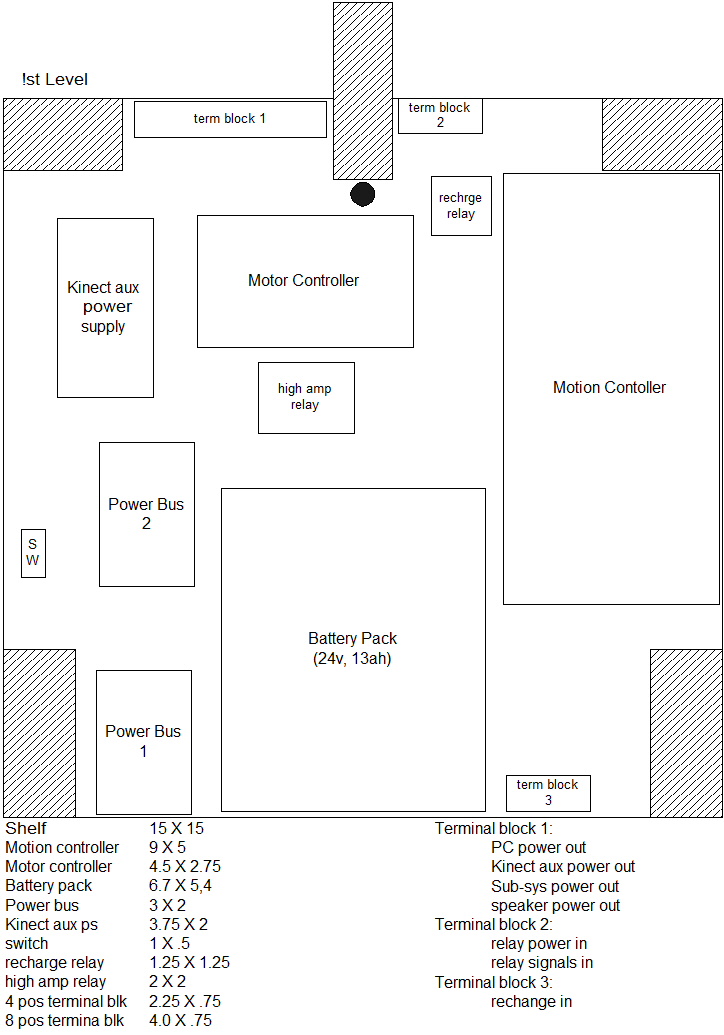 !st Level
term block 1
term block
2
rechrge
relay
Kinect aux
power
supply
Motor Controller
Motion Contoller
high amp
relay
Power Bus
2
S
W
Battery Pack
(24v, 13ah)
Power Bus
1
term block
3
Shelf 15 X 15
Motion controller 9 X 5
Motor controller 4.5 X 2.75
Battery pack 6.7 X 5,4
Power bus 3 X 2
Kinect aux ps 3.75 X 2
switch 1 X .5
recharge relay 1.25 X 1.25
high amp relay 2 X 2
4 pos terminal blk 2.25 X .75
8 pos termina blk 4.0 X .75
Terminal block 1:
PC power out
Kinect aux power out
Sub-sys power out
speaker power out
Terminal block 2:
relay power in
relay signals in
Terminal block 3:
rechange in